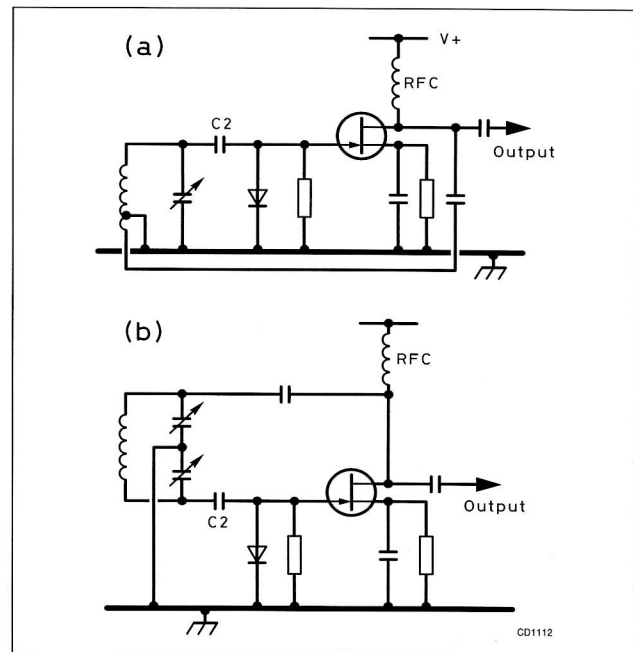 (a)
V+
RFC
C2
Output
(b)
RFC
C2
Output
CD1112